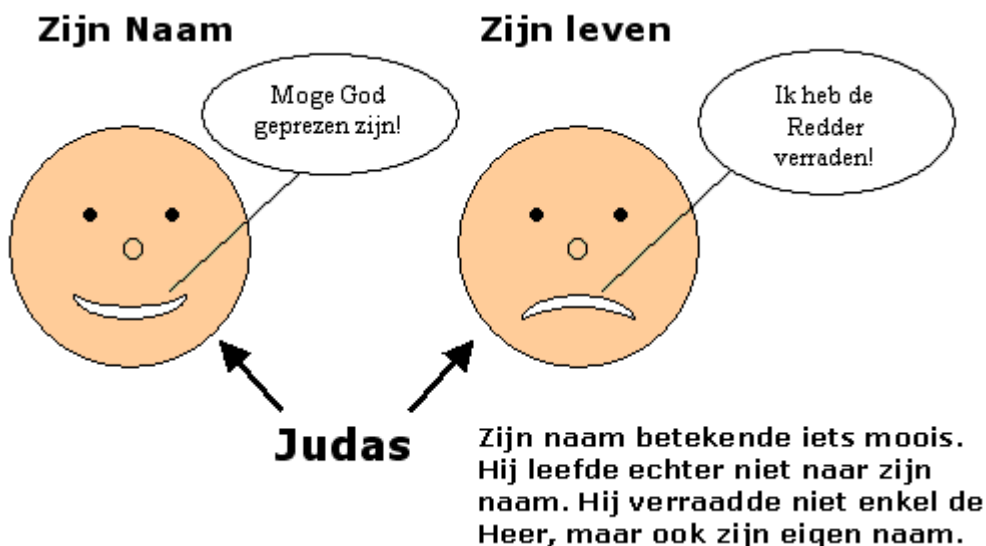 Zijn Naam
Zijn leven
Moge God
geprezen zijn!
Ik heb de
Redder
verraden!
Judas
Zijn naam betekende iets moois.
Hij leefde echter niet naar zijn
naam. Hij verraadde niet enkel de
Heer, maar ook zijn eigen naam.